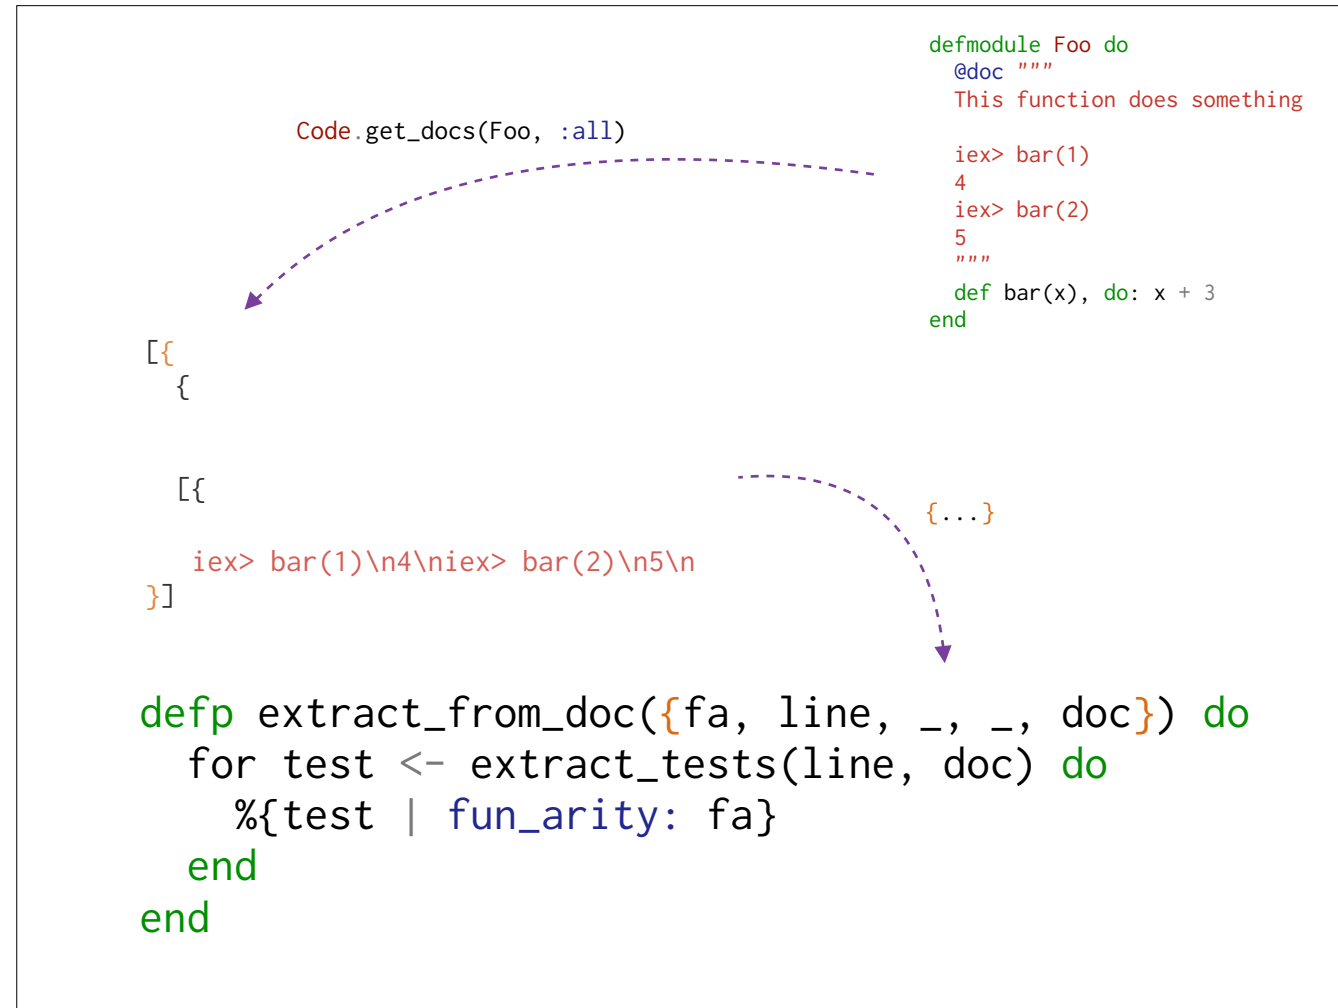 defmodule Foo do
@doc """
This function does something
iex> bar(1)
4
iex> bar(2)
5
"""
def bar(x), do: x + 3
end
Code.get_docs(Foo, :all)
[{
{
[{
iex> bar(1)\n4\niex> bar(2)\n5\n
}]
{...}
defp extract_from_doc({fa, line, _, _, doc}) do
for test <- extract_tests(line, doc) do
%{test | fun_arity: fa}
end
end